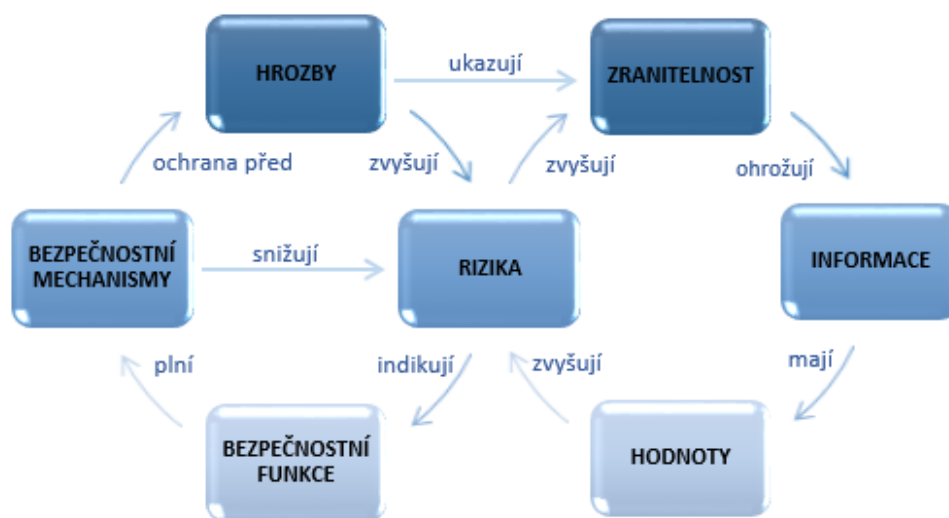 HROZBY
ukazují
ZRANITELNOST
ochrana před
zvyšují
zvyšují
ohrožují
BEZPEČNOSTNÍ
MECHANISMY
snižují
RIZIKA
INFORMACE
plní
indikují
zvyšují
mají
BEZPEČNOSTNÍ
FUNKCE
HODNOTY